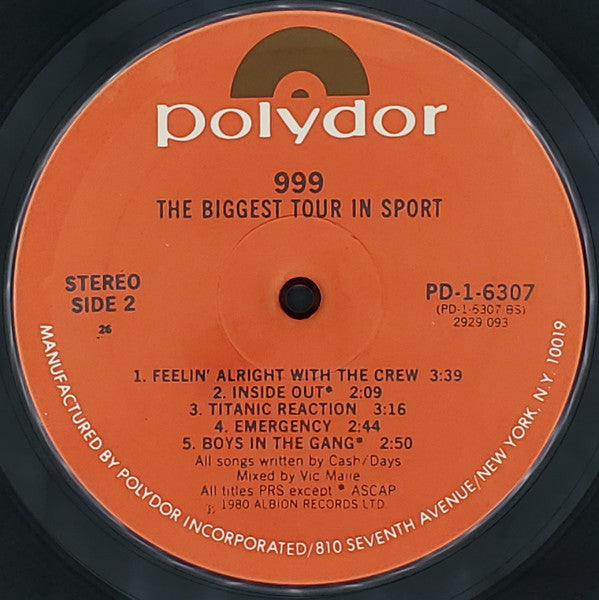 polydor
999
THE BIGGEST TOUR IN SPORT
STEREO
SIDE 2
26
PD-1-6307
(PD-1-6307 BS)
2929 093
1. FEELIN' ALRIGHT WITH THE CREW 3:39
2. INSIDE OUT* 2:09
3. TITANIC REACTION 3:16
4. EMERGENCY 2:44
5. BOYS IN THE GANG* 2:50
All songs written by Cash/Days
Mixed by Vic Maile
All titles PRS except * ASCAP
℗ 1980 ALBION RECORDS LTD.
MANUFACTURED BY POLYDOR INCORPORATED/810 SEVENTH AVENUE/NEW YORK, N.Y. 10019